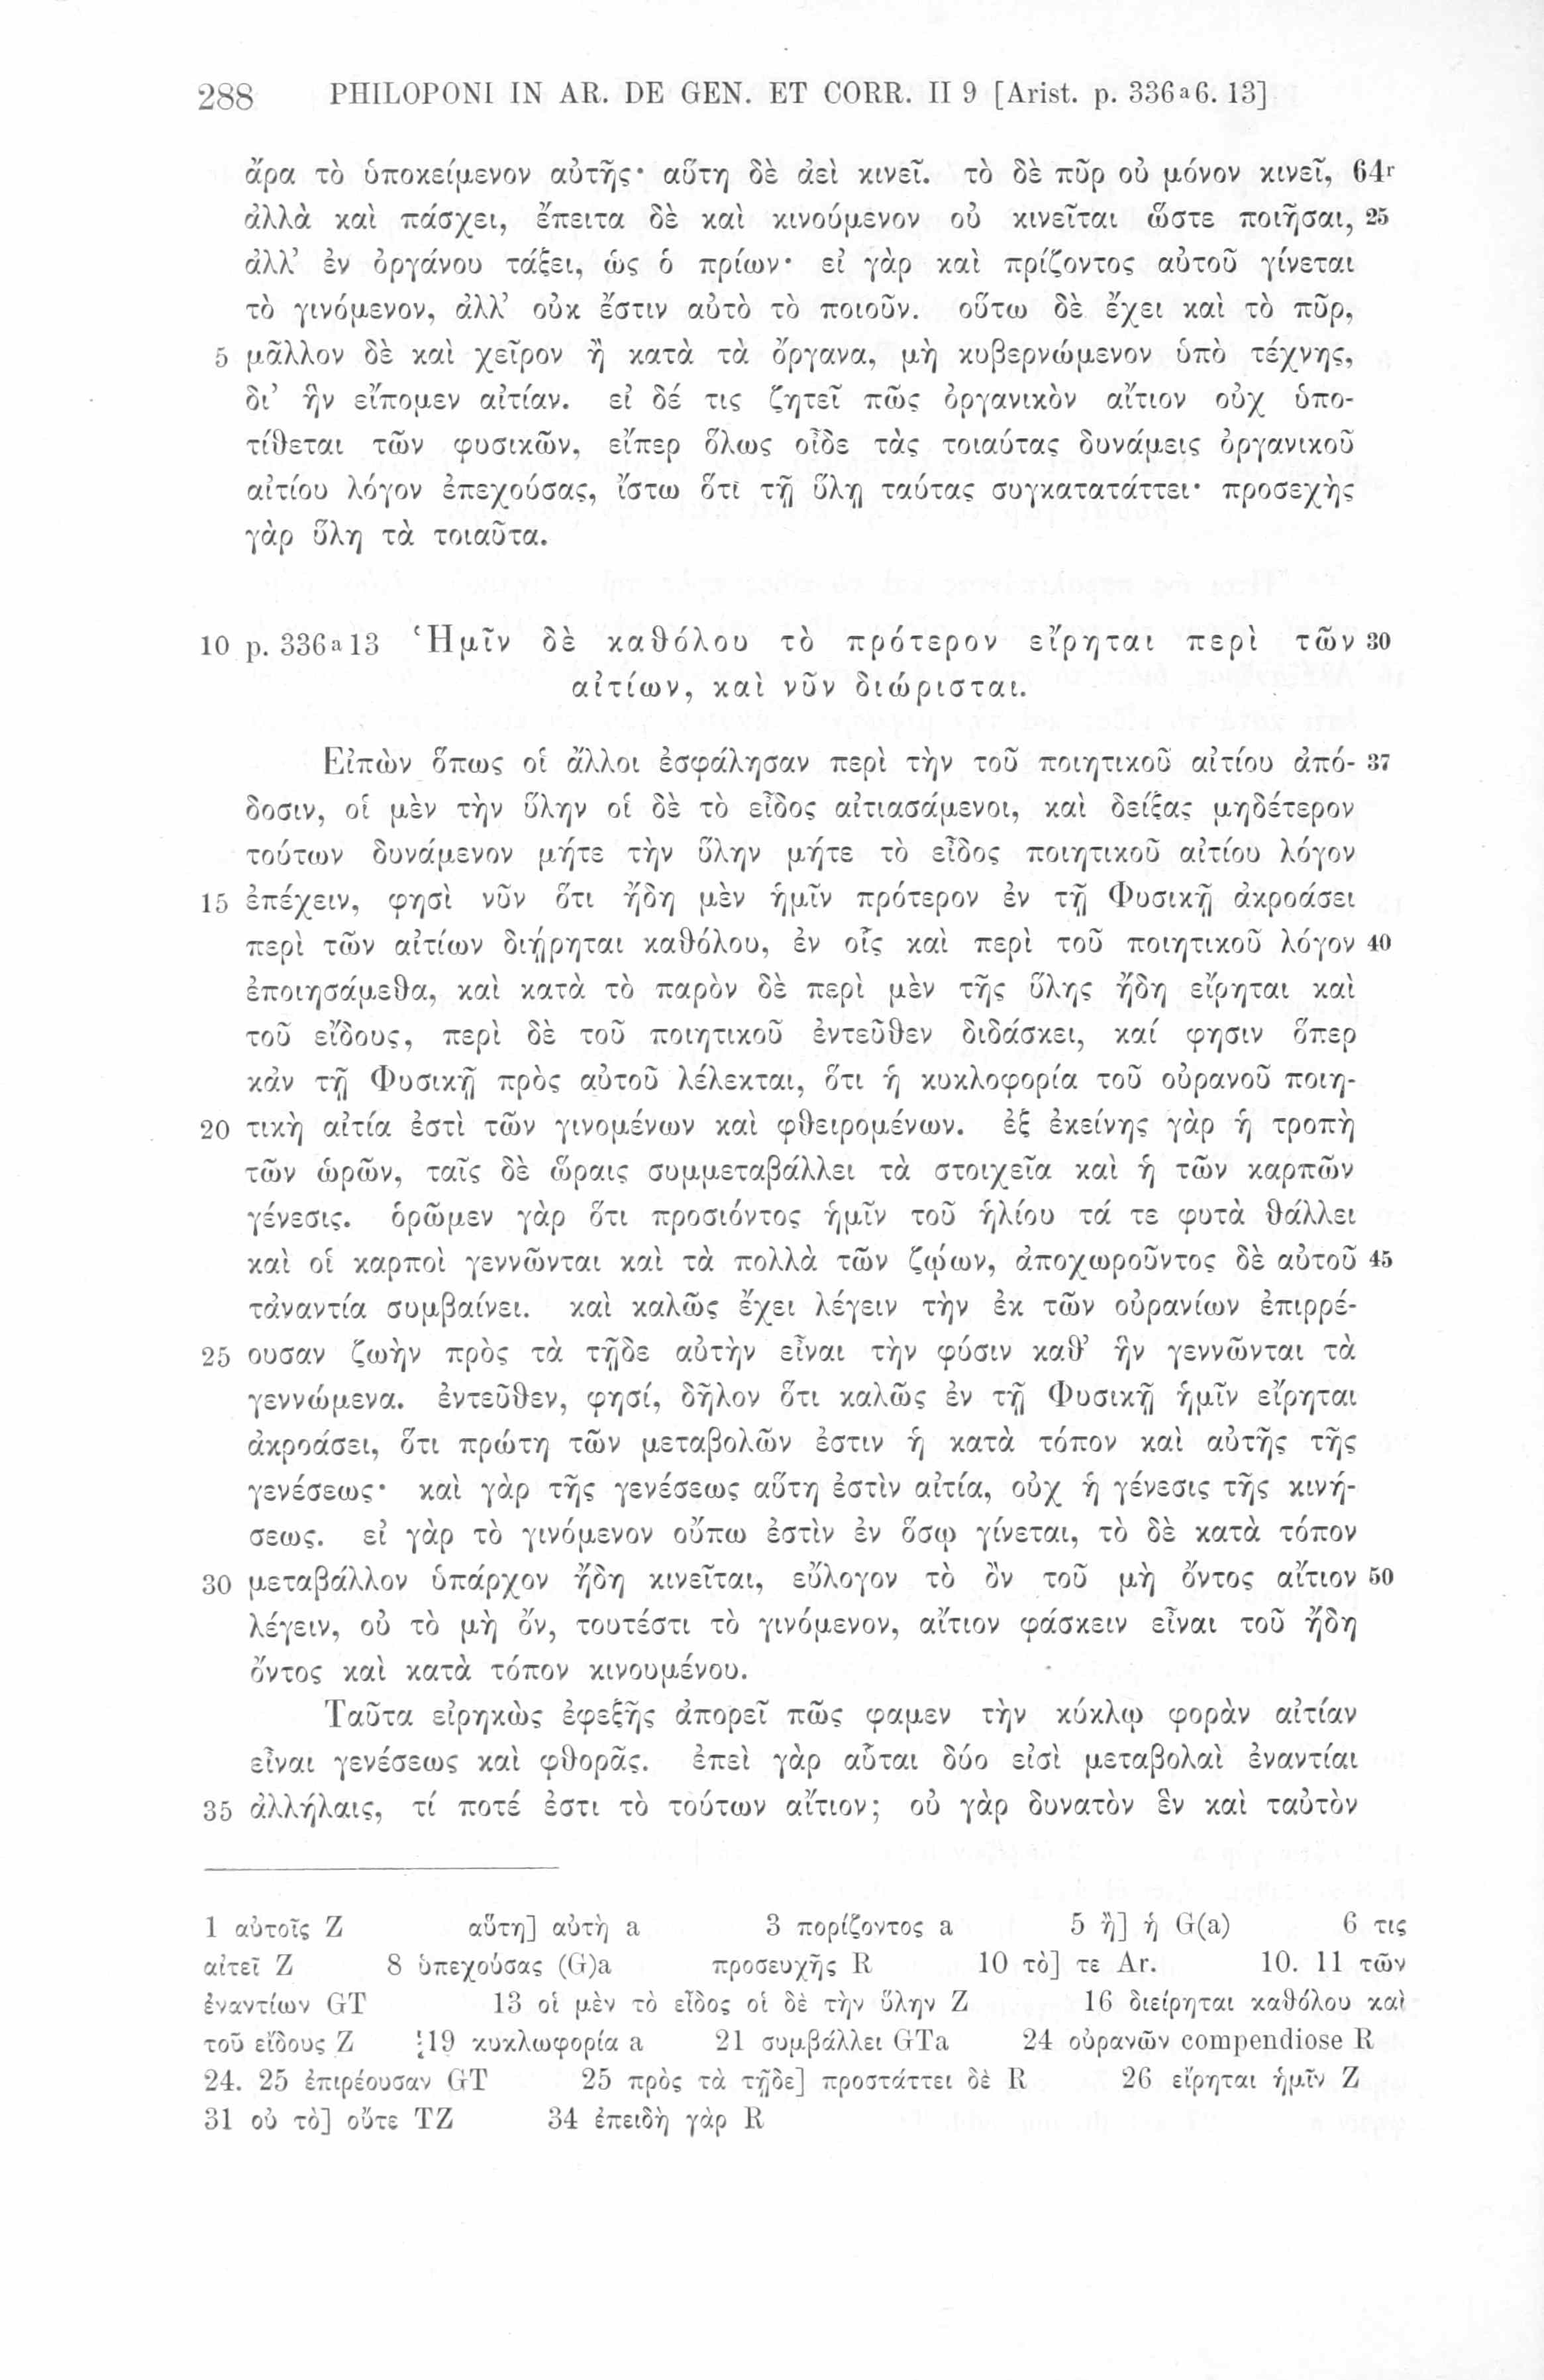 288 PHILOPONI IN AR. DE GEN. ET CORR. II 9 [Arist. p. 336a6. 13]
ἄρα τὸ ὑποκείμενον αὐτῆς· αὕτη δὲ ἀεὶ κινεῖ. τὸ δὲ πῦρ οὐ μόνον κινεῖ, 64r
ἀλλὰ καὶ πάσχει, ἔπειτα δὲ καὶ κινούμενον οὐ κινεῖται ὥστε ποιῆσαι, 25
ἀλλ’ ἐν ὀργάνου τάξει, ὡς ὁ πρίων· εἰ γὰρ καὶ πρίζοντος αὐτοῦ γίνεται
τὸ γινόμενον, ἀλλ’ οὐκ ἔστιν αὐτὸ τὸ ποιοῦν. οὕτω δὲ ἔχει καὶ τὸ πῦρ,
5 μᾶλλον δὲ καὶ χεῖρον ἢ κατὰ τὰ ὄργανα, μὴ κυβερνώμενον ὑπὸ τέχνης,
δι’ ἣν εἴπομεν αἰτίαν. εἰ δέ τις ζητεῖ πῶς ὀργανικὸν αἴτιον οὐχ ὑπο-
τίθεται τῶν φυσικῶν, εἴπερ ὅλως οἶδε τὰς τοιαύτας δυνάμεις ὀργανικοῦ
αἰτίου λόγον ἐπεχούσας, ἴστω ὅτι τῇ ὕλῃ ταύτας συγκατατάττει· προσεχὴς
γὰρ ὕλη τὰ τοιαῦτα.
10 p. 336a13 Ἡμῖν δὲ καθόλου τὸ πρότερον εἴρηται περὶ τῶν 30
αἰτίων, καὶ νῦν διώρισται.
Εἰπὼν ὅπως οἱ ἄλλοι ἐσφάλησαν περὶ τὴν τοῦ ποιητικοῦ αἰτίου ἀπό- 37
δοσιν, οἱ μὲν τὴν ὕλην οἱ δὲ τὸ εἶδος αἰτιασάμενοι, καὶ δείξας μηδέτερον
τούτων δυνάμενον μήτε τὴν ὕλην μήτε τὸ εἶδος ποιητικοῦ αἰτίου λόγον
15 ἐπέχειν, φησὶ νῦν ὅτι ἤδη μὲν ἡμῖν πρότερον ἐν τῇ Φυσικῇ ἀκροάσει
περὶ τῶν αἰτίων διῄρηται καθόλου, ἐν οἷς καὶ περὶ τοῦ ποιητικοῦ λόγον 40
ἐποιησάμεθα, καὶ κατὰ τὸ παρὸν δὲ περὶ μὲν τῆς ὕλης ἤδη εἴρηται καὶ
τοῦ εἴδους, περὶ δὲ τοῦ ποιητικοῦ ἐντεῦθεν διδάσκει, καί φησιν ὅπερ
κἀν τῇ Φυσικῇ πρὸς αὐτοῦ λέλεκται, ὅτι ἡ κυκλοφορία τοῦ οὐρανοῦ ποιη-
20 τικὴ αἰτία ἐστὶ τῶν γινομένων καὶ φθειρομένων. ἐξ ἐκείνης γὰρ ἡ τροπὴ
τῶν ὡρῶν, ταῖς δὲ ὥραις συμμεταβάλλει τὰ στοιχεῖα καὶ ἡ τῶν καρπῶν
γένεσις. ὁρῶμεν γὰρ ὅτι προσιόντος ἡμῖν τοῦ ἡλίου τά τε φυτὰ θάλλει
καὶ οἱ καρποὶ γεννῶνται καὶ τὰ πολλὰ τῶν ζῴων, ἀποχωροῦντος δὲ αὐτοῦ 45
τἀναντία συμβαίνει. καὶ καλῶς ἔχει λέγειν τὴν ἐκ τῶν οὐρανίων ἐπιρρέ-
25 ουσαν ζωὴν πρὸς τὰ τῇδε αὐτὴν εἶναι τὴν φύσιν καθ’ ἣν γεννῶνται τὰ
γεννώμενα. ἐντεῦθεν, φησί, δῆλον ὅτι καλῶς ἐν τῇ Φυσικῇ ἡμῖν εἴρηται
ἀκροάσει, ὅτι πρώτη τῶν μεταβολῶν ἐστιν ἡ κατὰ τόπον καὶ αὐτῆς τῆς
γενέσεως· καὶ γὰρ τῆς γενέσεως αὕτη ἐστὶν αἰτία, οὐχ ἡ γένεσις τῆς κινή-
σεως. εἰ γὰρ τὸ γινόμενον οὔπω ἐστὶν ἐν ὅσῳ γίνεται, τὸ δὲ κατὰ τόπον
30 μεταβάλλον ὑπάρχον ἤδη κινεῖται, εὔλογον τὸ ὂν τοῦ μὴ ὄντος αἴτιον 50
λέγειν, οὐ τὸ μὴ ὄν, τουτέστι τὸ γινόμενον, αἴτιον φάσκειν εἶναι τοῦ ἤδη
ὄντος καὶ κατὰ τόπον κινουμένου.
Ταῦτα εἰρηκὼς ἐφεξῆς ἀπορεῖ πῶς φαμεν τὴν κύκλῳ φορὰν αἰτίαν
εἶναι γενέσεως καὶ φθορᾶς. ἐπεὶ γὰρ αὗται δύο εἰσὶ μεταβολαὶ ἐναντίαι
35 ἀλλήλαις, τί ποτέ ἐστι τὸ τούτων αἴτιον; οὐ γὰρ δυνατὸν ἓν καὶ ταὐτὸν
1 αὐτοῖς Z αὕτη] αὐτὴ a 3 πορίζοντος a 5 ἢ] ἡ G(a) 6 τις
αἰτεῖ Z 8 ὑπεχούσας (G)a προσευχῆς R 10 τὸ] τε Ar. 10. 11 τῶν
ἐναντίων GT 13 οἱ μὲν τὸ εἶδος οἱ δὲ τὴν ὕλην Z 16 διείρηται καθόλου καὶ
τοῦ εἴδους Z 19 κυκλωφορία a 21 συμβάλλει GTa 24 οὐρανῶν compendiose R
24. 25 ἐπιρέουσαν GT 25 πρὸς τὰ τῇδε] προστάττει δὲ R 26 εἴρηται ἡμῖν Z
31 οὐ τὸ] οὔτε TZ 34 ἐπειδὴ γὰρ R